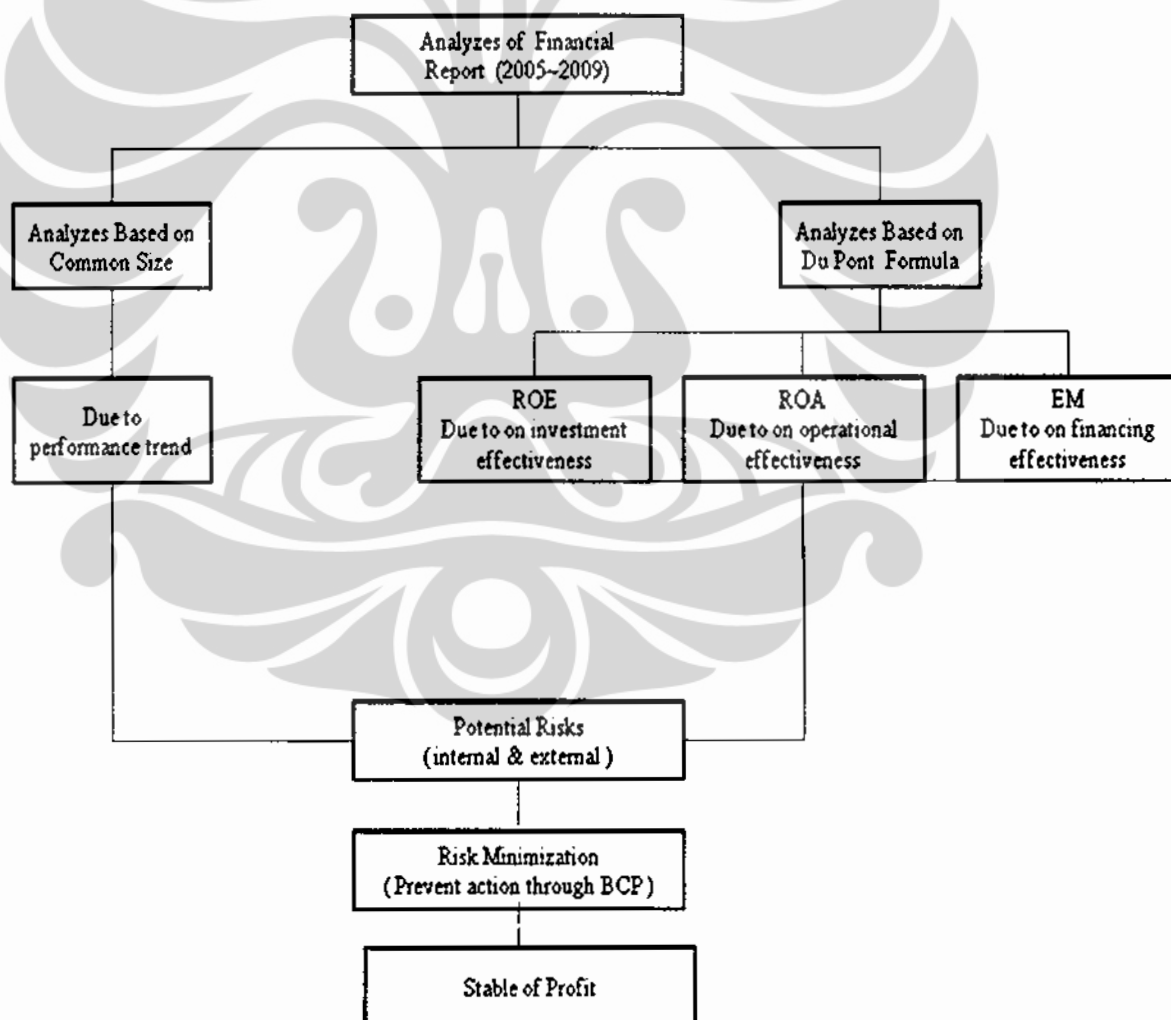 Analyzes of Financial
Report (2005~2009)
Analyzes Based on
Common Size
Analyzes Based on
Du Pont Formula
Due to
performance trend
ROE
Due to on investment
effectiveness
ROA
Due to on operational
effectiveness
EM
Due to on financing
effectiveness
Potential Risks
(internal & external )
Risk Minimization
(Prevent action through BCP)
Stable of Profit